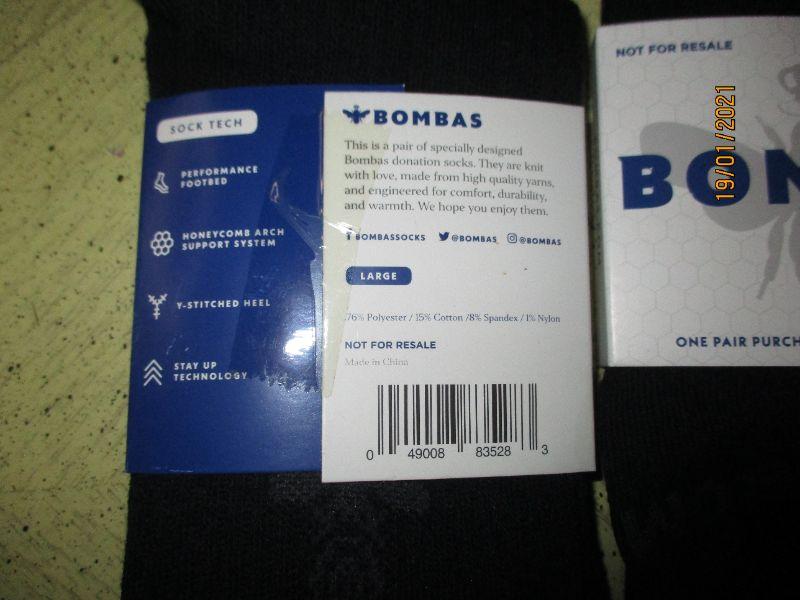 SOCK TECH
PERFORMANCE
FOOTBED
HONEYCOMB ARCH
SUPPORT SYSTEM
Y-STITCHED HEEL
STAY UP
TECHNOLOGY
BOMBAS
This is a pair of specially designed
Bombas donation socks. They are knit
with love, made from high quality yarns,
and engineered for comfort, durability,
and warmth. We hope you enjoy them.
BOMBASSOCKS @BOMBAS @BOMBAS
LARGE
76% Polyester / 15% Cotton /8% Spandex / 1% Nylon
NOT FOR RESALE
Made in China
0 49008 83528 3
NOT FOR RESALE
BON
ONE PAIR PURCH
19/01/2021